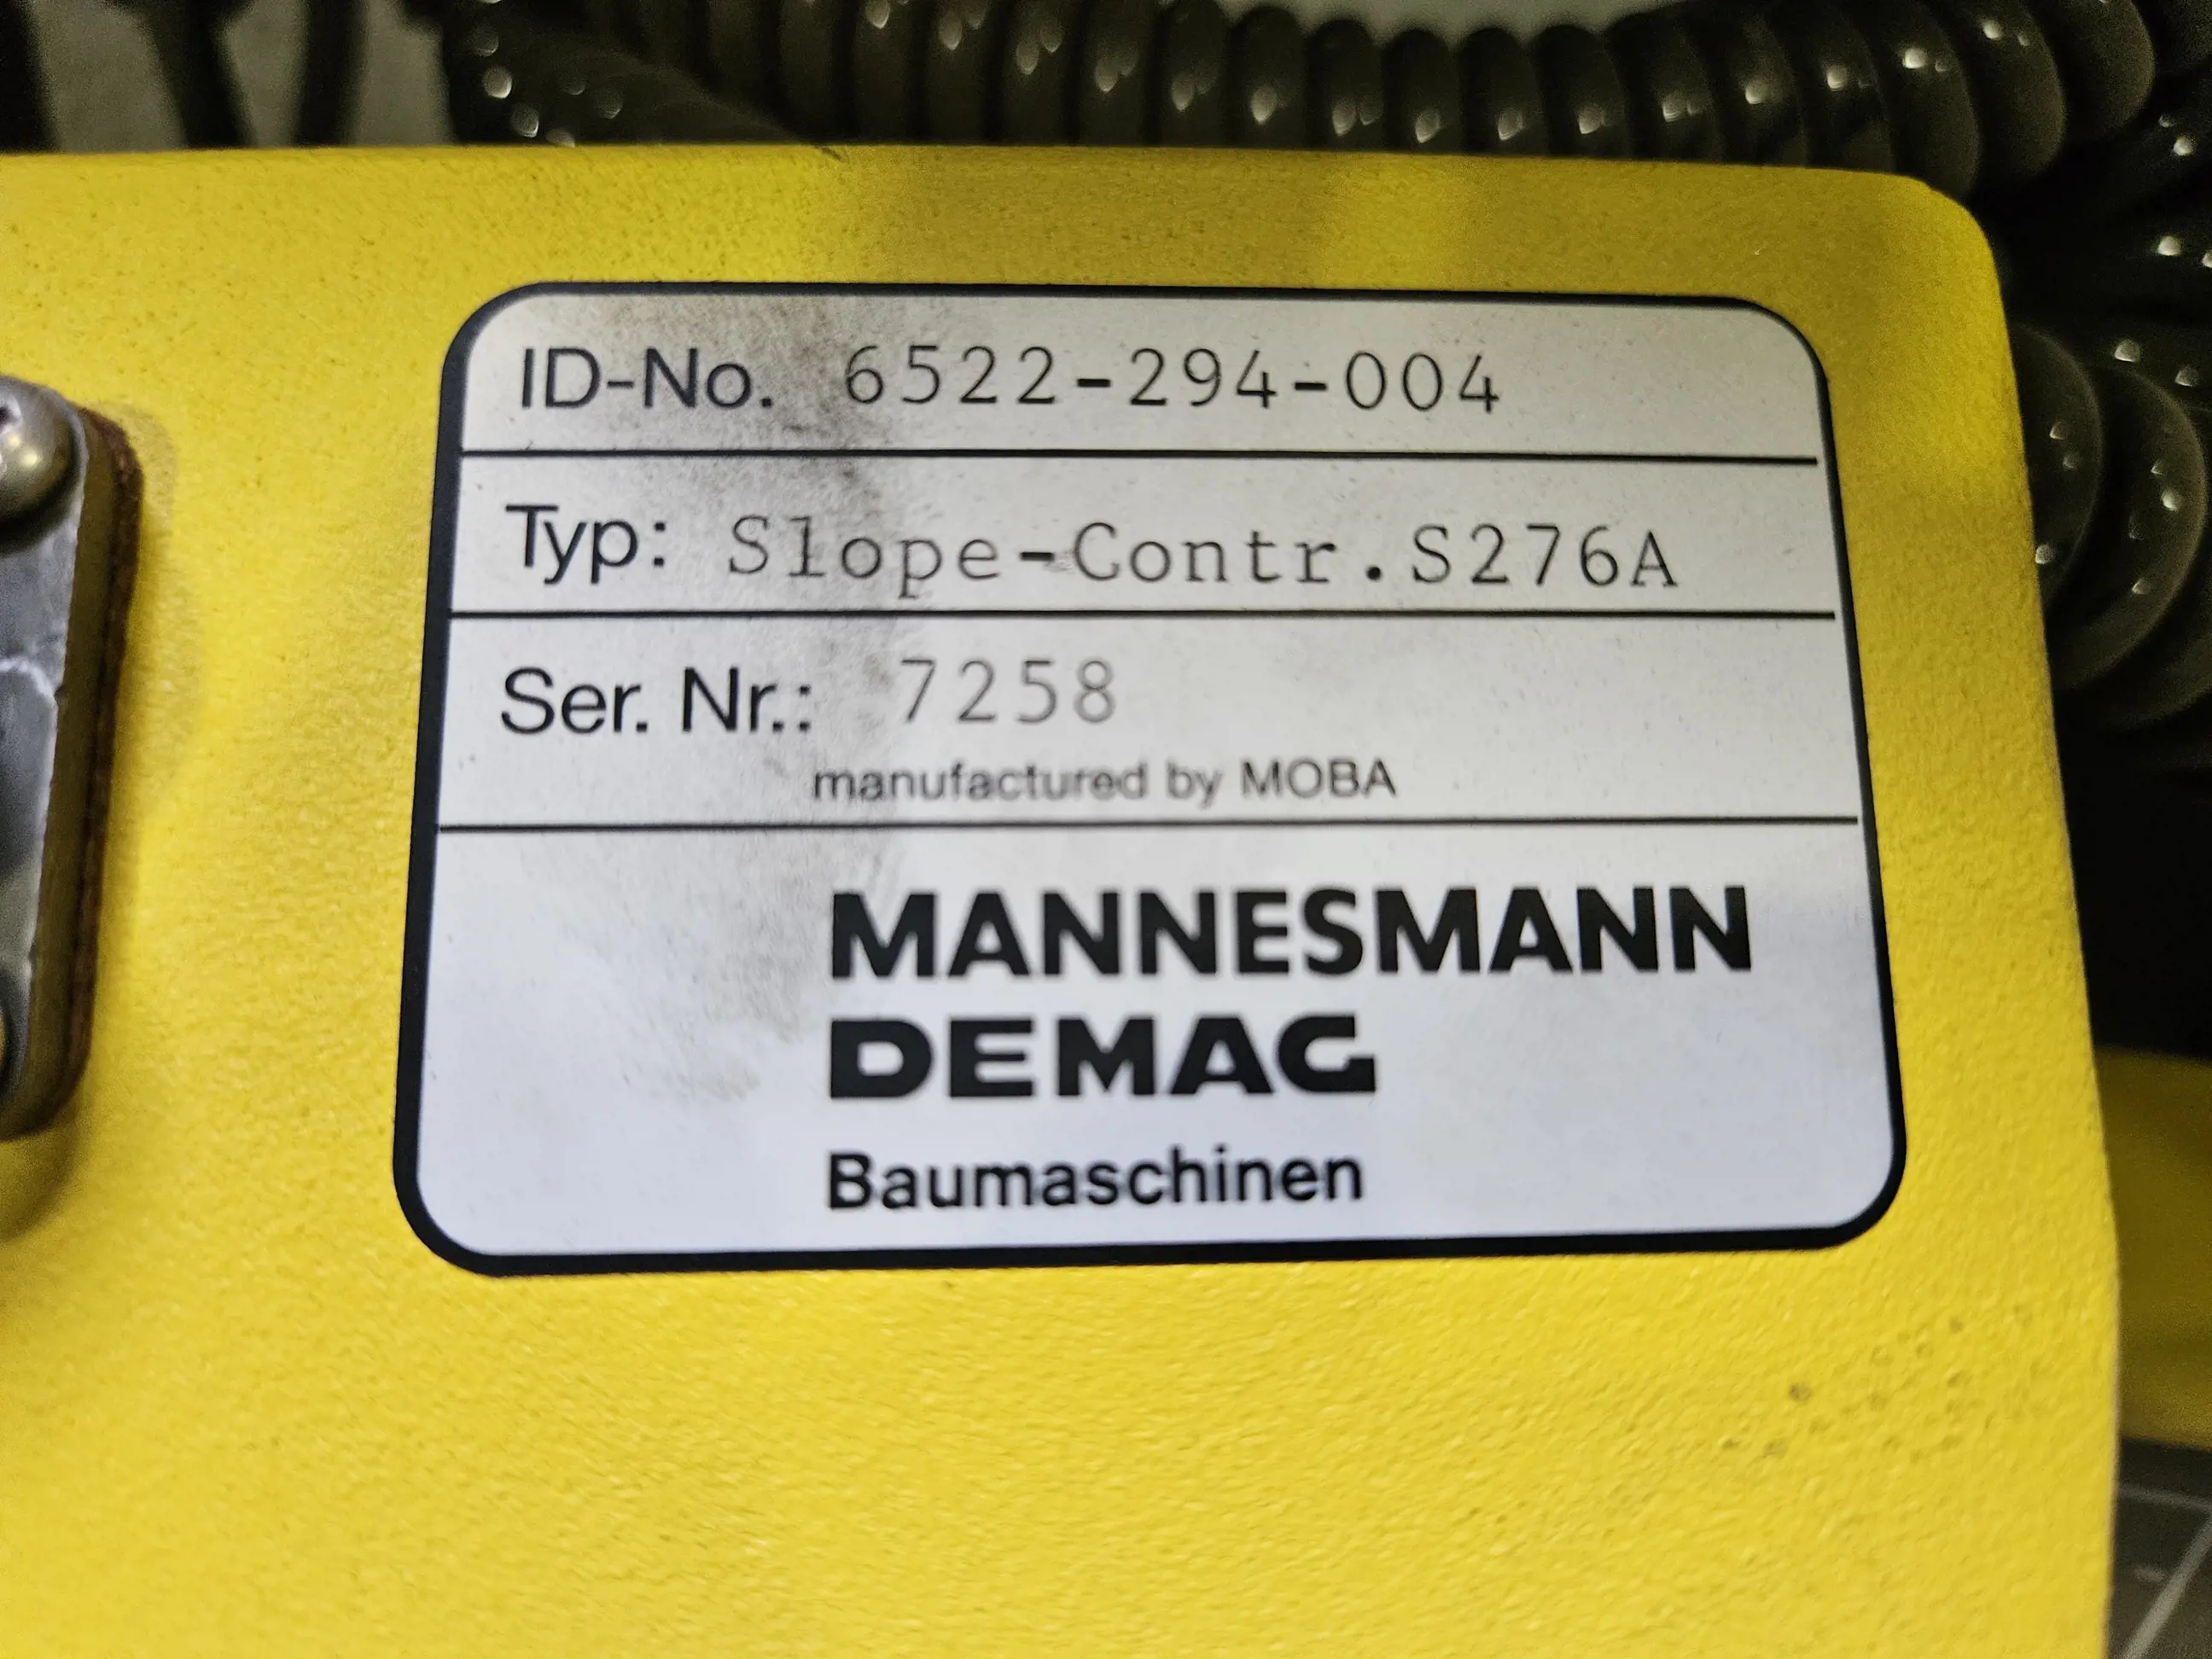 ID-No. 6522-294-004
Typ: Slope-Contr.S276A
Ser. Nr.: 7258
manufactured by MOBA
MANNESMANN
DEMAG
Baumaschinen